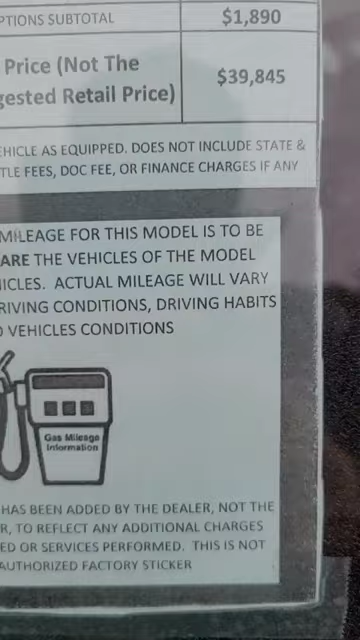 PTIONS SUBTOTAL $1,890
Price (Not The
gested Retail Price) $39,845
EHICLE AS EQUIPPED. DOES NOT INCLUDE STATE &
TLE FEES, DOC FEE, OR FINANCE CHARGES IF ANY
MILEAGE FOR THIS MODEL IS TO BE
ARE THE VEHICLES OF THE MODEL
ICLES. ACTUAL MILEAGE WILL VARY
RIVING CONDITIONS, DRIVING HABITS
D VEHICLES CONDITIONS
Gas Mileage
Information
HAS BEEN ADDED BY THE DEALER, NOT THE
R, TO REFLECT ANY ADDITIONAL CHARGES
ED OR SERVICES PERFORMED. THIS IS NOT
AUTHORIZED FACTORY STICKER